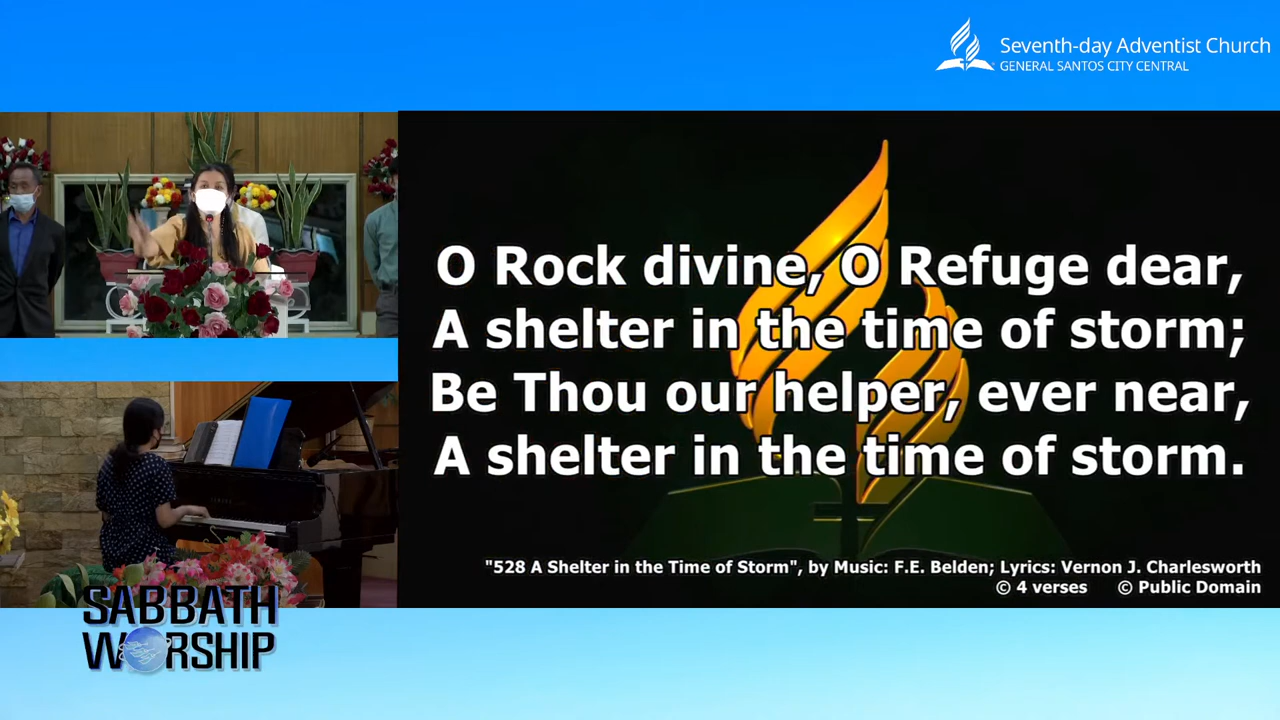 Seventh-day Adventist Church
GENERAL SANTOS CITY CENTRAL
O Rock divine, O Refuge dear,
A shelter in the time of storm;
Be Thou our helper, ever near,
A shelter in the time of storm.
"528 A Shelter in the Time of Storm", by Music: F.E. Belden; Lyrics: Vernon J. Charlesworth
© 4 verses © Public Domain
SABBATH
WORSHIP